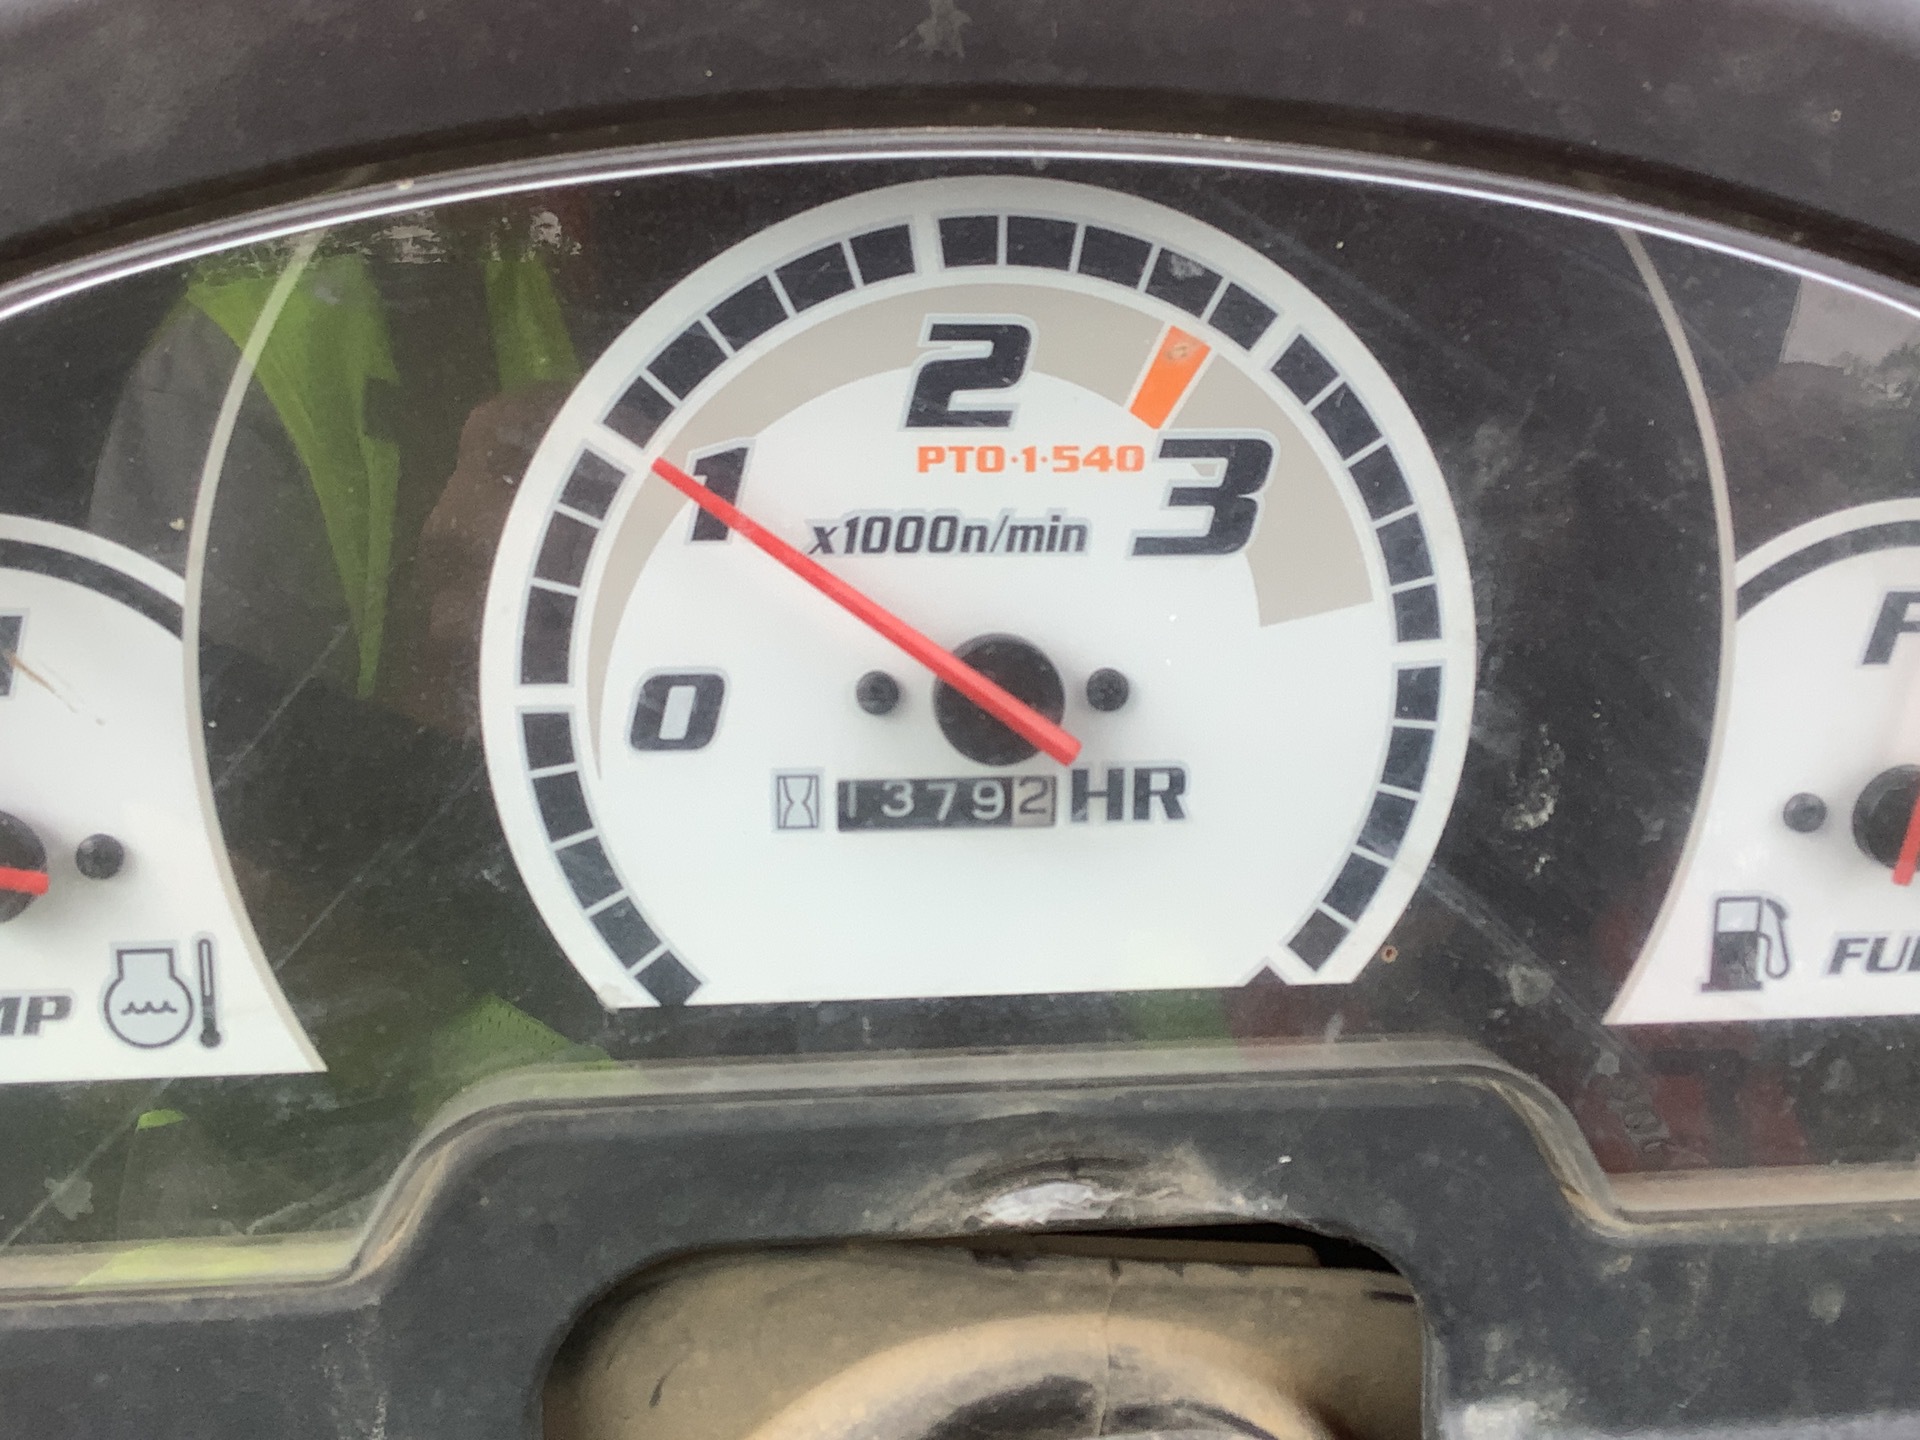 2
PTO·1·540
1
3
x1000n/min
0
13792 HR
MP
FU